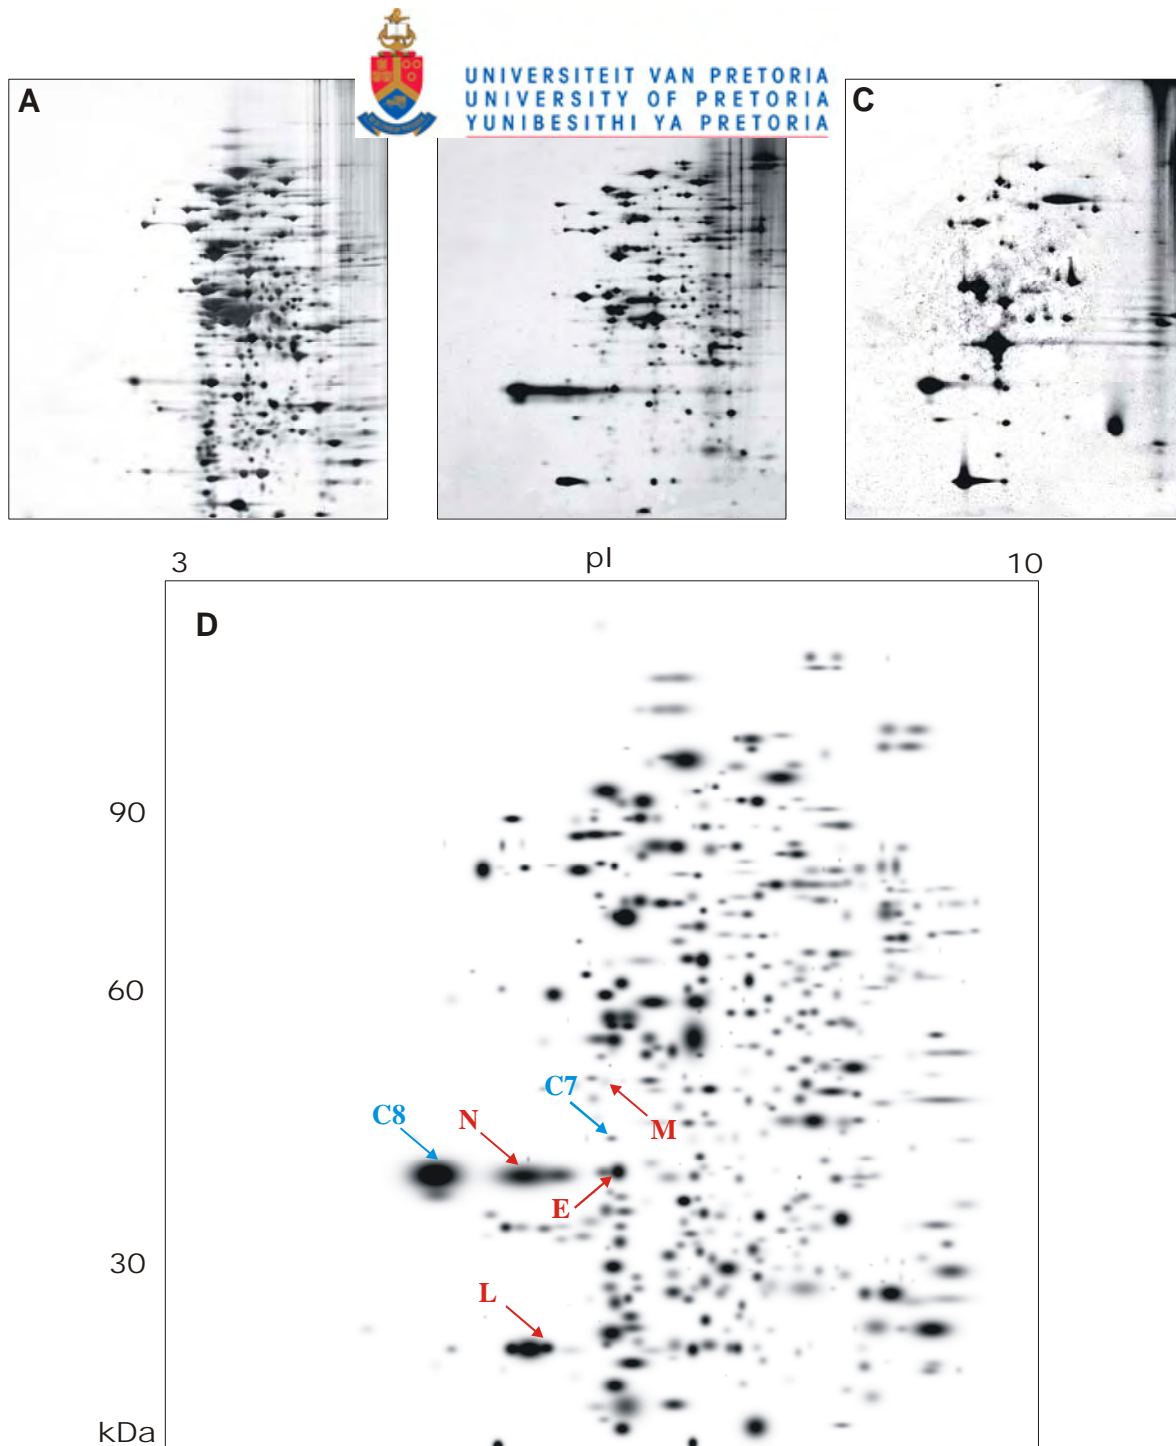 UNIVERSITEIT VAN PRETORIA
UNIVERSITY OF PRETORIA
YUNIBESITHI YA PRETORIA
A
C
3
pI
10
D
90
60
C7
C8
N
M
E
30
L
kDa